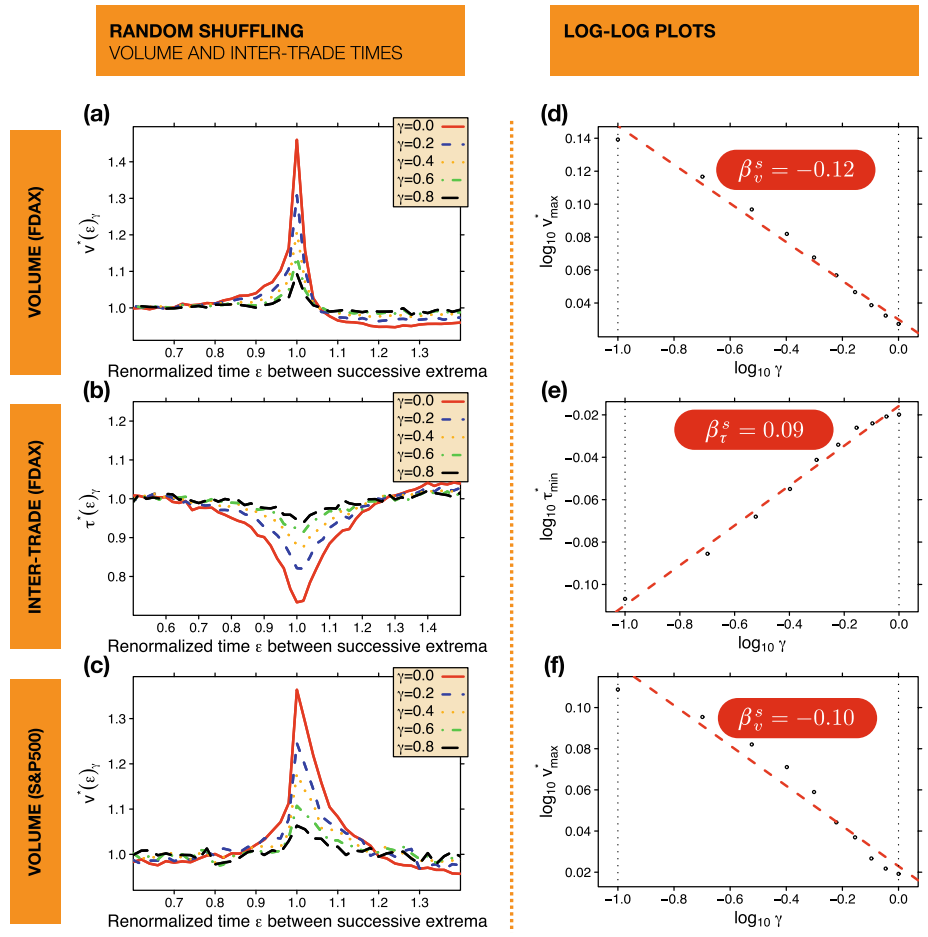 RANDOM SHUFFLING
VOLUME AND INTER-TRADE TIMES
LOG-LOG PLOTS
VOLUME (FDAX)
(a)
γ=0.0
γ=0.2
γ=0.4
γ=0.6
γ=0.8
v*(ε)γ
1.4
1.3
1.2
1.1
1.0
0.7 0.8 0.9 1.0 1.1 1.2 1.3
Renormalized time ε between successive extrema
(d)
β_v^s = −0.12
log10 v*max
0.14
0.12
0.10
0.08
0.06
0.04
−1.0 −0.8 −0.6 −0.4 −0.2 0.0
log10 γ
INTER-TRADE (FDAX)
(b)
γ=0.0
γ=0.2
γ=0.4
γ=0.6
γ=0.8
τ*(ε)γ
1.2
1.1
1.0
0.9
0.8
0.6 0.7 0.8 0.9 1.0 1.1 1.2 1.3 1.4
Renormalized time ε between successive extrema
(e)
β_τ^s = 0.09
log10 τ*min
−0.02
−0.04
−0.06
−0.08
−0.10
−1.0 −0.8 −0.6 −0.4 −0.2 0.0
log10 γ
VOLUME (S&P500)
(c)
γ=0.0
γ=0.2
γ=0.4
γ=0.6
γ=0.8
v*(ε)γ
1.3
1.2
1.1
1.0
0.7 0.8 0.9 1.0 1.1 1.2 1.3
Renormalized time ε between successive extrema
(f)
β_v^s = −0.10
log10 v*max
0.10
0.08
0.06
0.04
0.02
−1.0 −0.8 −0.6 −0.4 −0.2 0.0
log10 γ